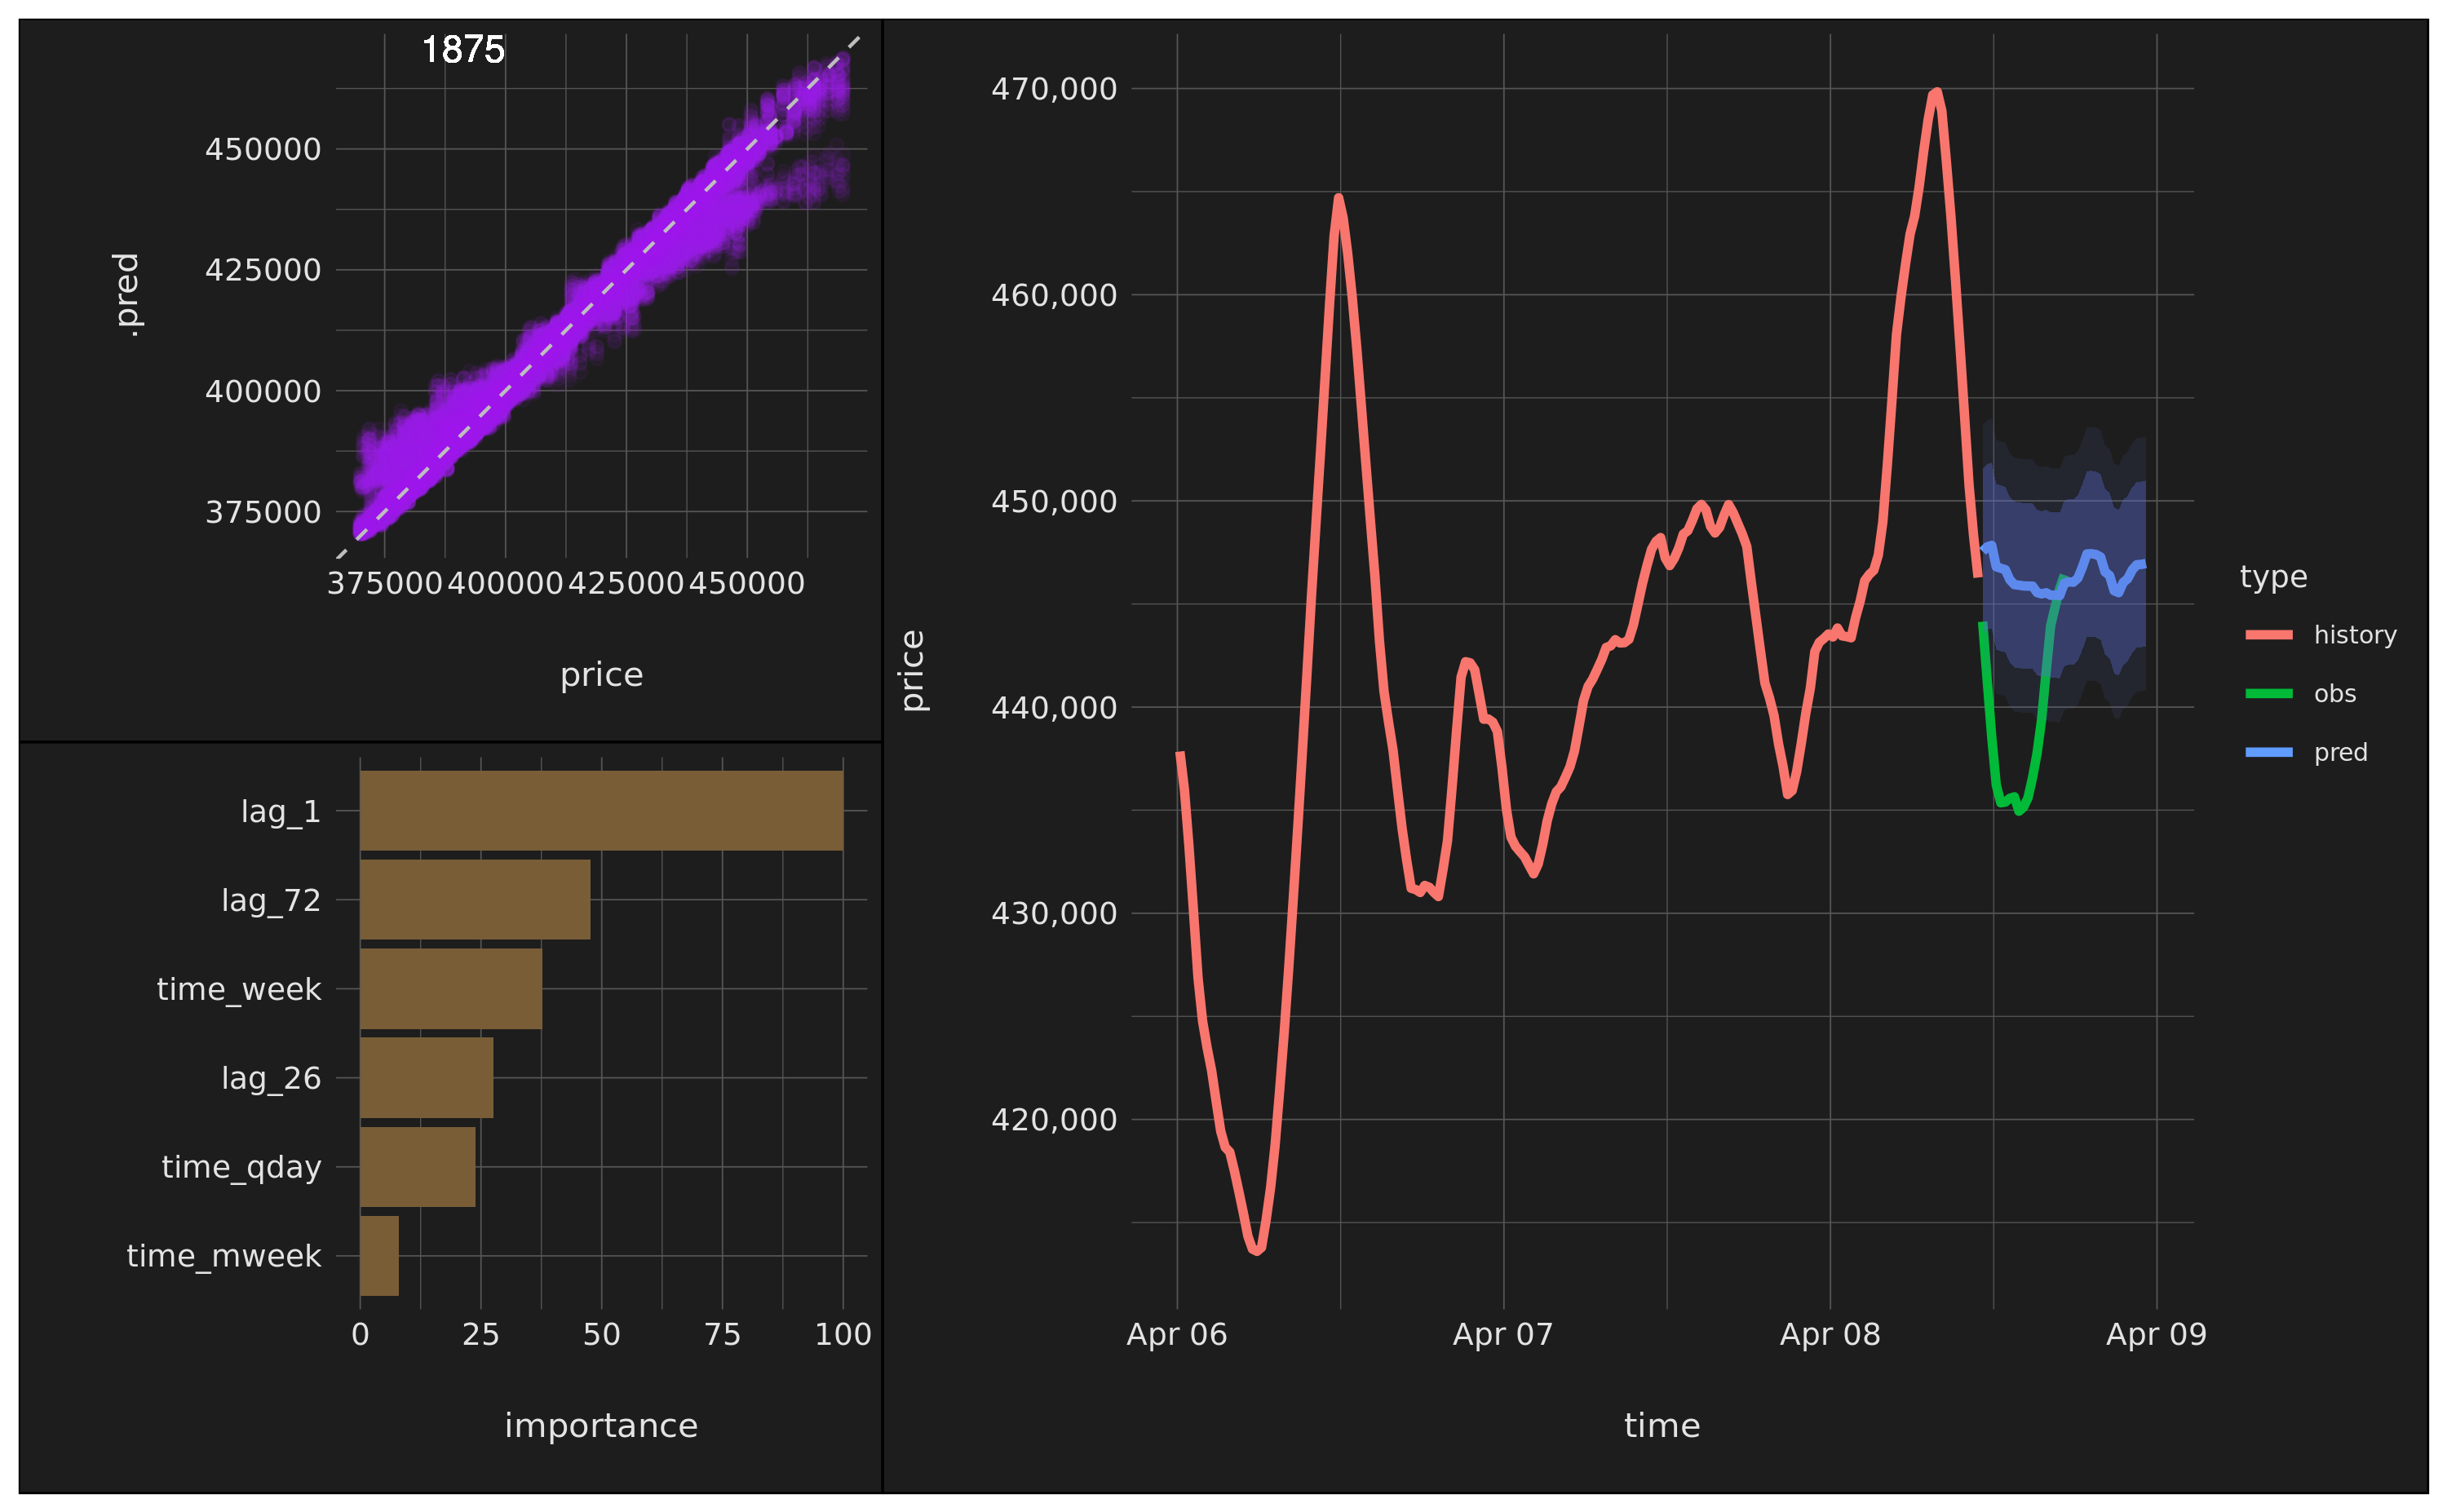 1875
.pred
450000
425000
400000
375000
375000 400000 425000 450000
price
lag_1
lag_72
time_week
lag_26
time_qday
time_mweek
0 25 50 75 100
importance
price
470,000
460,000
450,000
440,000
430,000
420,000
Apr 06 Apr 07 Apr 08 Apr 09
time
type
history
obs
pred